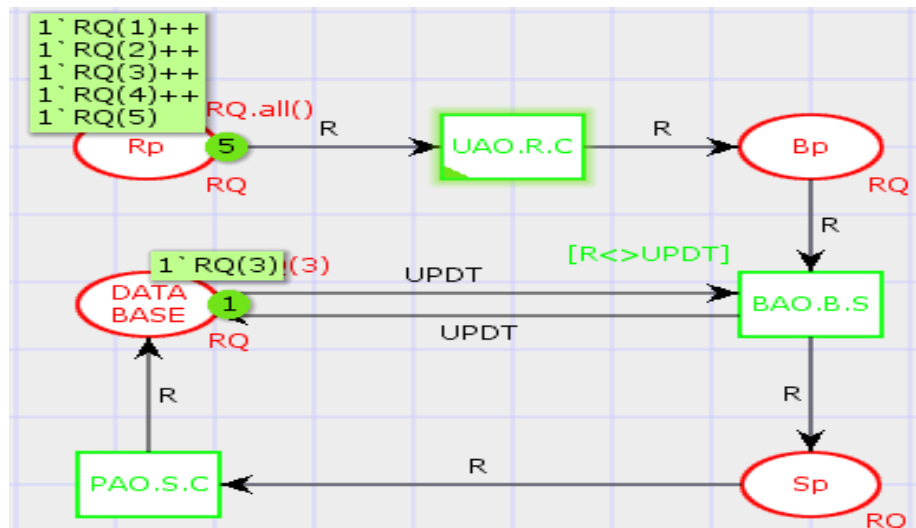 1`RQ(1)++
1`RQ(2)++
1`RQ(3)++
1`RQ(4)++
1`RQ(5)
RQ.all()
Rp
5
RQ
R
UAO.R.C
R
Bp
RQ
R
1`RQ(3)
(3)
DATA
BASE
1
RQ
UPDT
UPDT
[R<>UPDT]
BAO.B.S
R
R
PAO.S.C
R
Sp
RQ